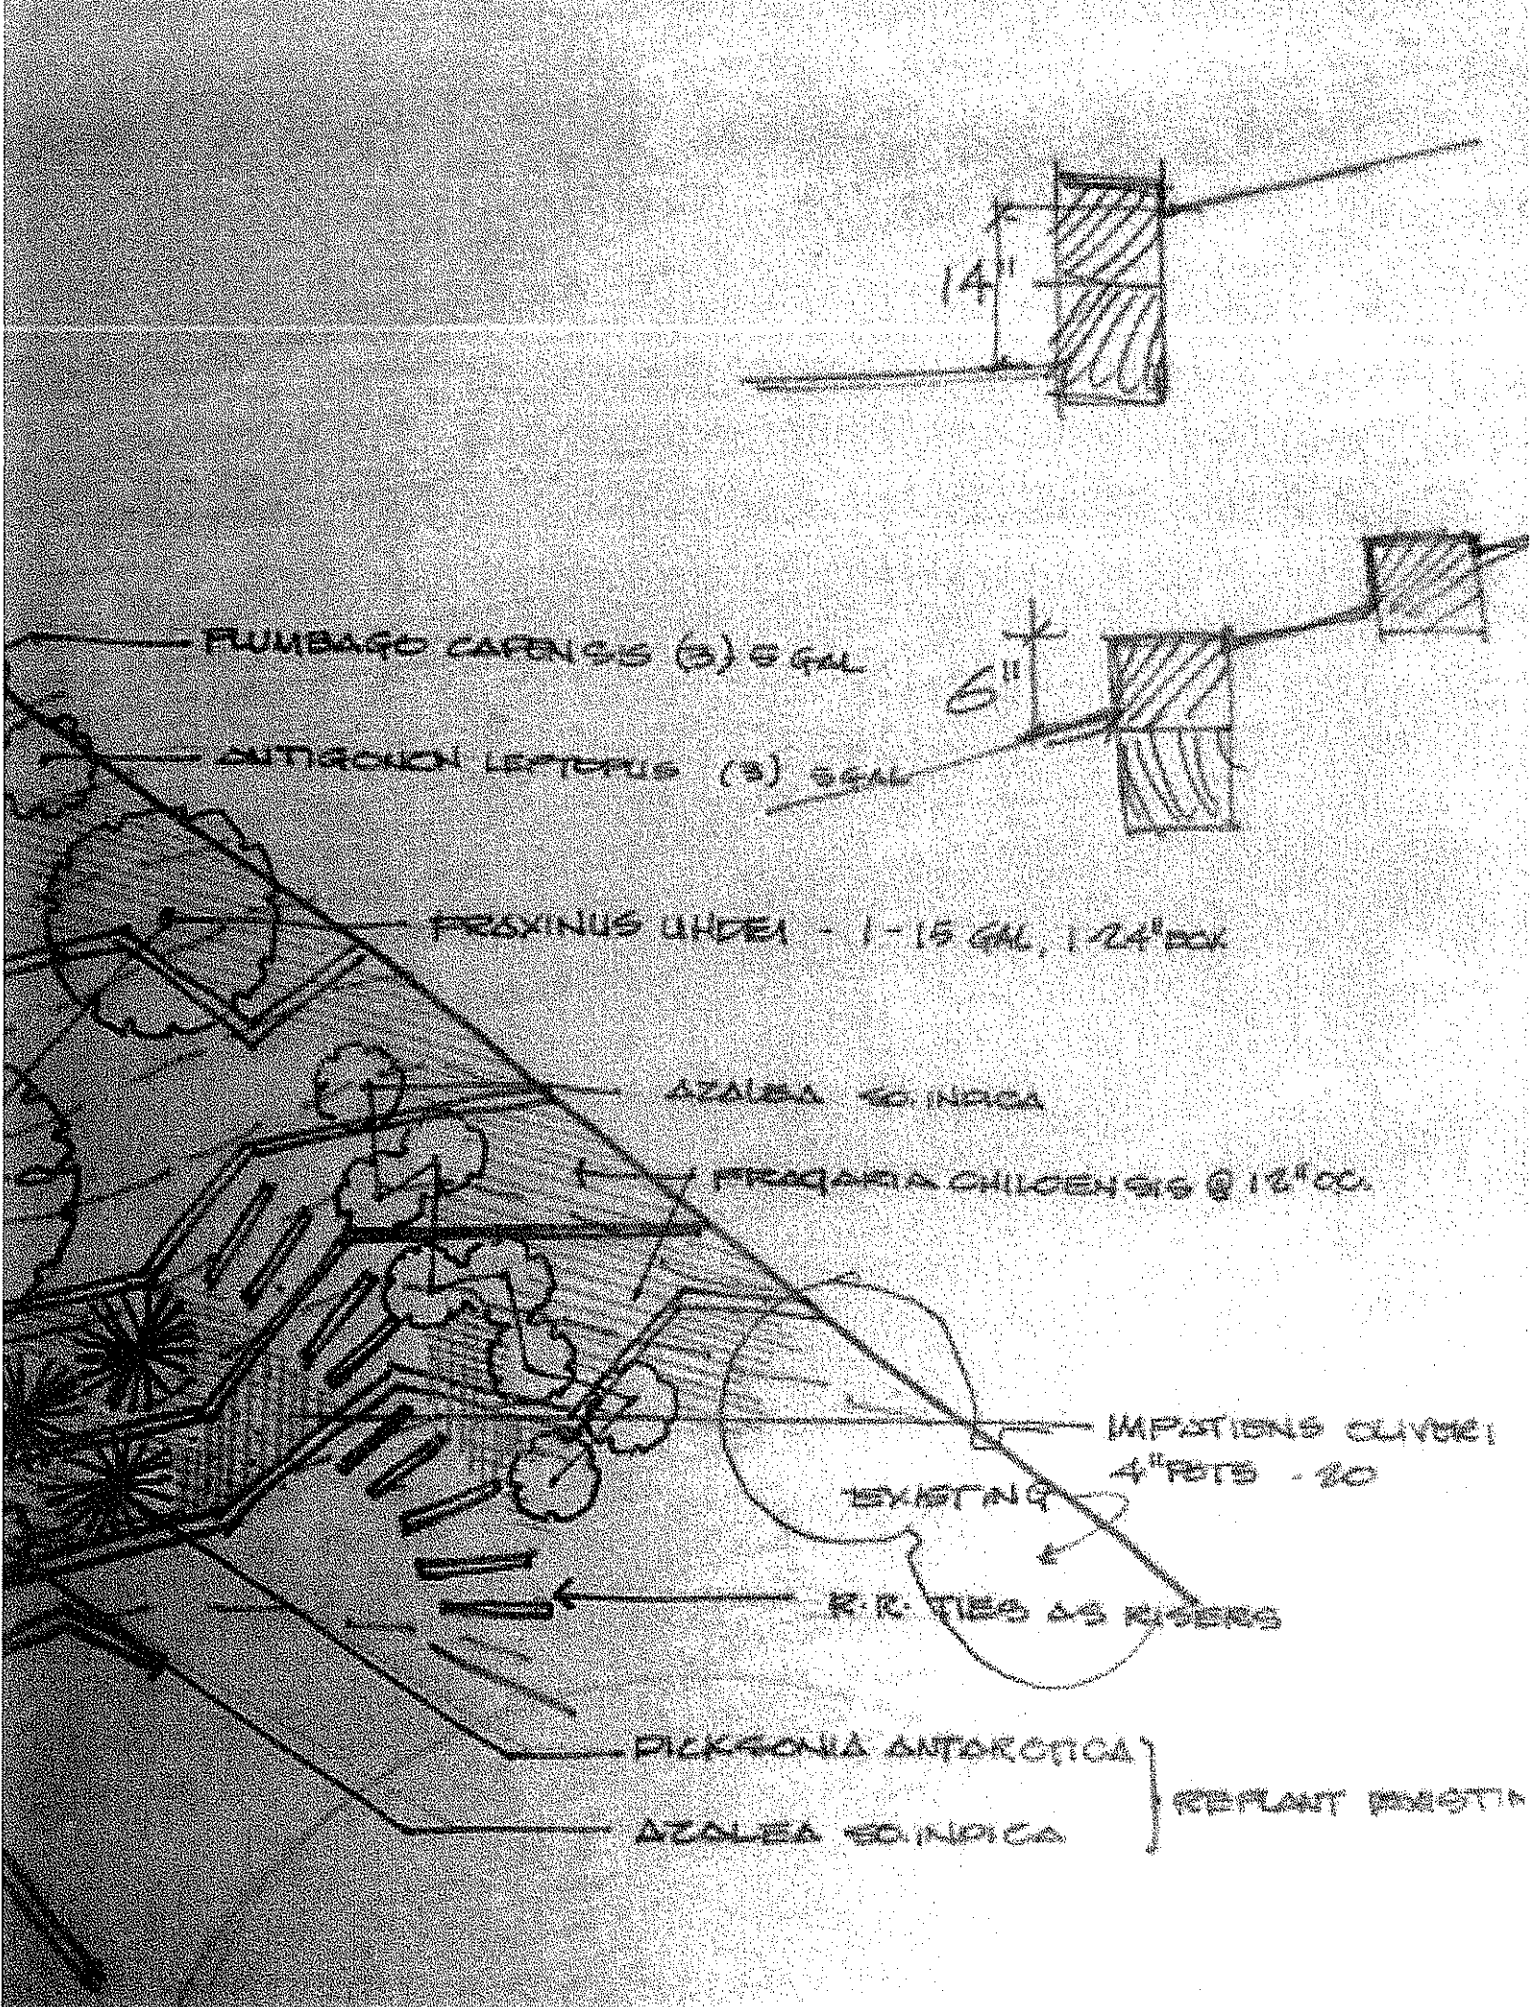 14"
PLUMBAGO CAPENSIS (3) 5 GAL
6"
ANTIGONON LEPTOPUS (3) 5 GAL
FRAXINUS UHDEI - 1-15 GAL, 1-24" BOX
AZALEA SO. INDICA
FRAGARIA CHILOENSIS @ 12" OC.
IMPATIENS OLIVERI
4" POTS - 20
EXISTING
R.R. TIES AS RISERS
DICKSONIA ANTARCTICA
REPLANT
AZALEA SO. INDICA